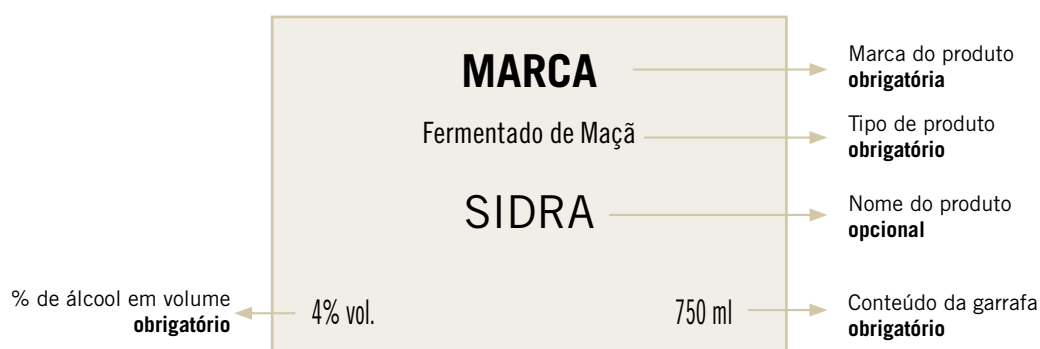 MARCA
Marca do produto
obrigatória
Fermentado de Maçã
Tipo de produto
obrigatório
SIDRA
Nome do produto
opcional
% de álcool em volume
obrigatório
4% vol.
750 ml
Conteúdo da garrafa
obrigatório